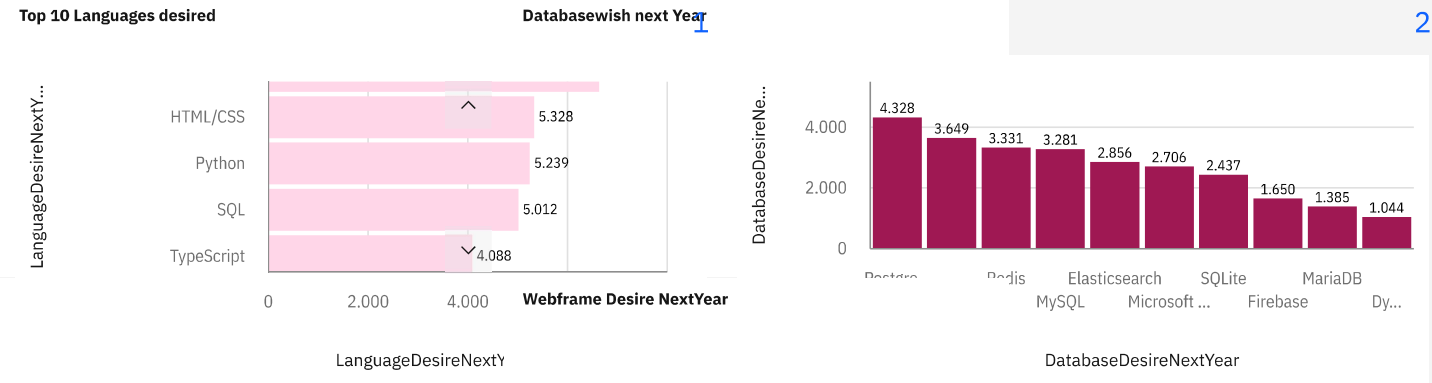 Top 10 Languages desired
Databasewish next Year
1
2
LanguageDesireNextY...
HTML/CSS
5.328
Python
5.239
SQL
5.012
TypeScript
4.088
0
2.000
4.000
LanguageDesireNextY
Webframe Desire NextYear
DatabaseDesireNe...
4.000
2.000
0
4.328
3.649
3.331
3.281
2.856
2.706
2.437
1.650
1.385
1.044
Postgre
Redis
Elasticsearch
SQLite
MariaDB
MySQL
Microsoft ...
Firebase
Dy...
DatabaseDesireNextYear